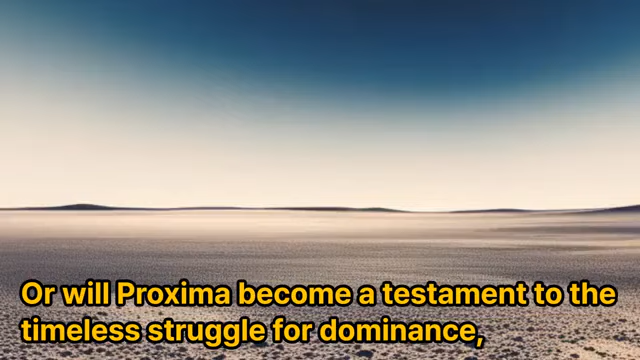 Or will Proxima become a testament to the
timeless struggle for dominance,